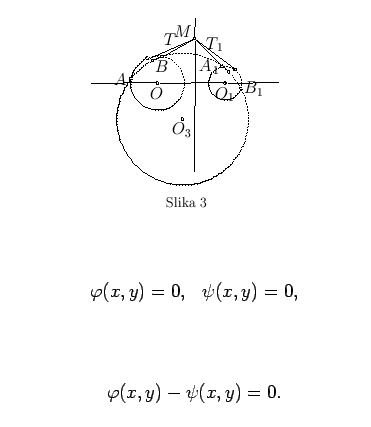 M
T T₁
B A₁
A B₁
O O₁
O₃
Slika 3
φ(x, y) = 0, ψ(x, y) = 0,
φ(x, y) − ψ(x, y) = 0.